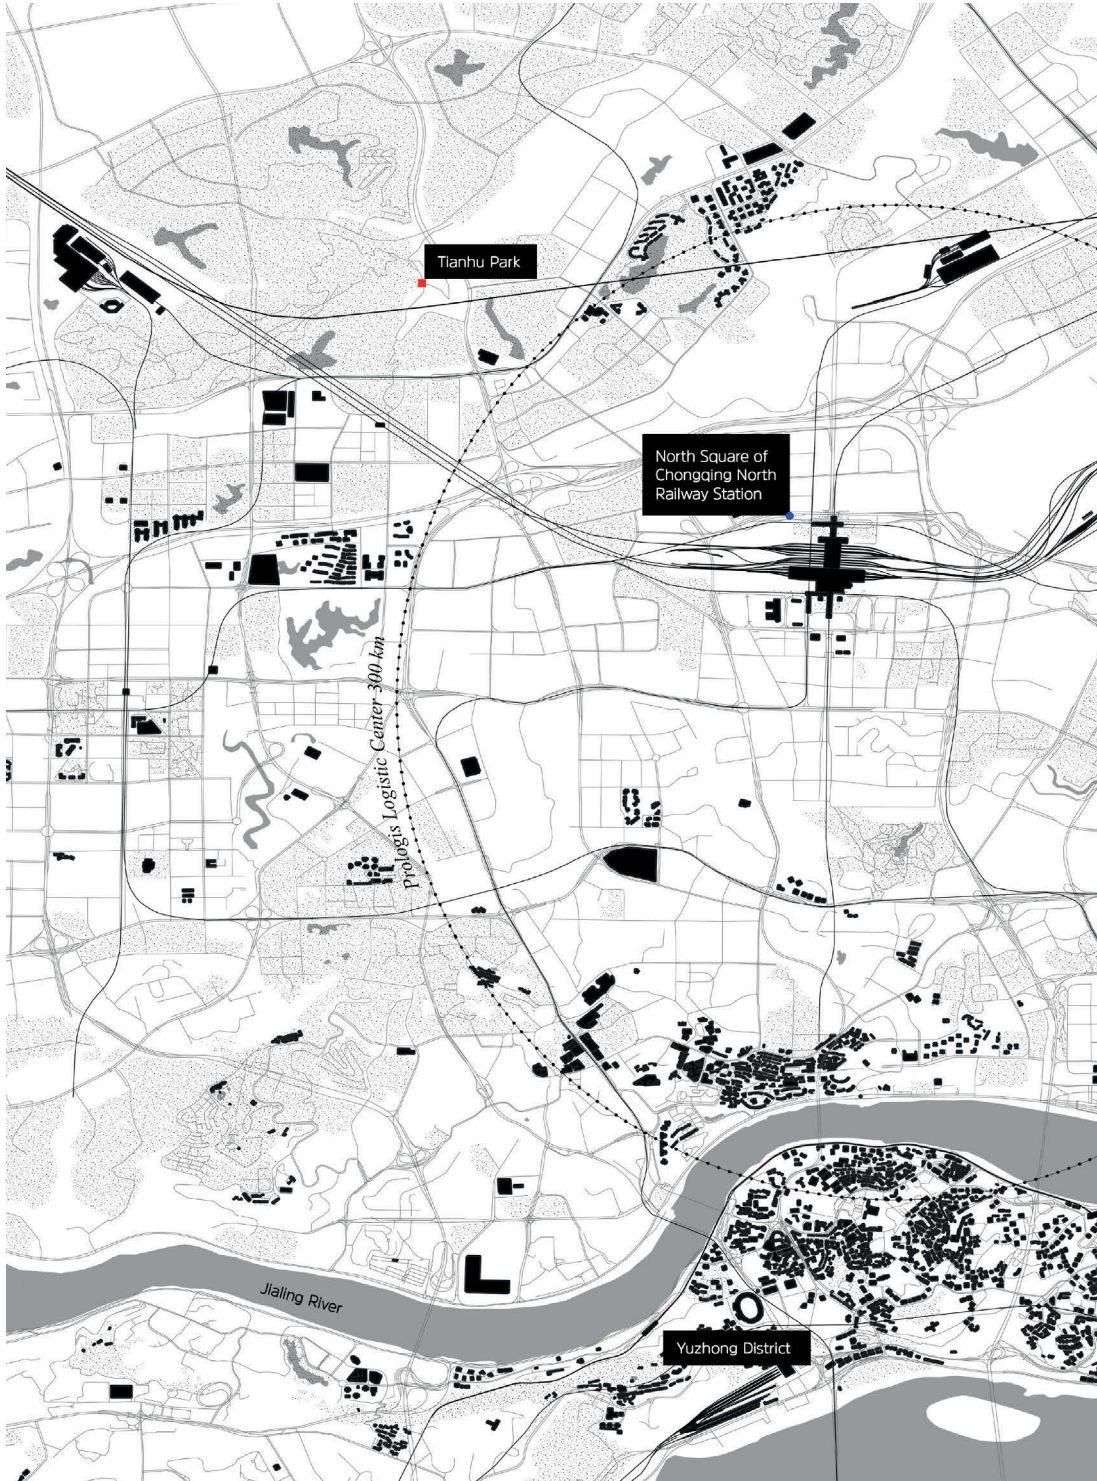 Tianhu Park
North Square of
Chongqing North
Railway Station
Prologis Logistic Center 300 km
Jialing River
Yuzhong District